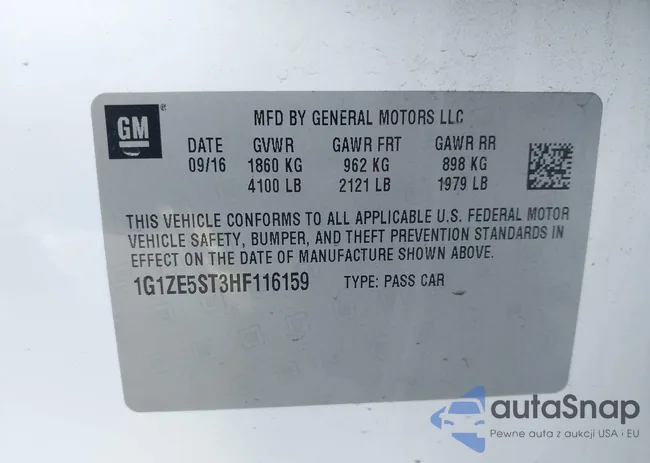 GM ®
MFD BY GENERAL MOTORS LLC
DATE GVWR GAWR FRT GAWR RR
09/16 1860 KG 962 KG 898 KG
4100 LB 2121 LB 1979 LB
THIS VEHICLE CONFORMS TO ALL APPLICABLE U.S. FEDERAL MOTOR
VEHICLE SAFETY, BUMPER, AND THEFT PREVENTION STANDARDS IN
EFFECT ON THE DATE OF MANUFACTURE SHOWN ABOVE.
1G1ZE5ST3HF116159 TYPE: PASS CAR
autaSnap
Pewne auta z aukcji USA i EU